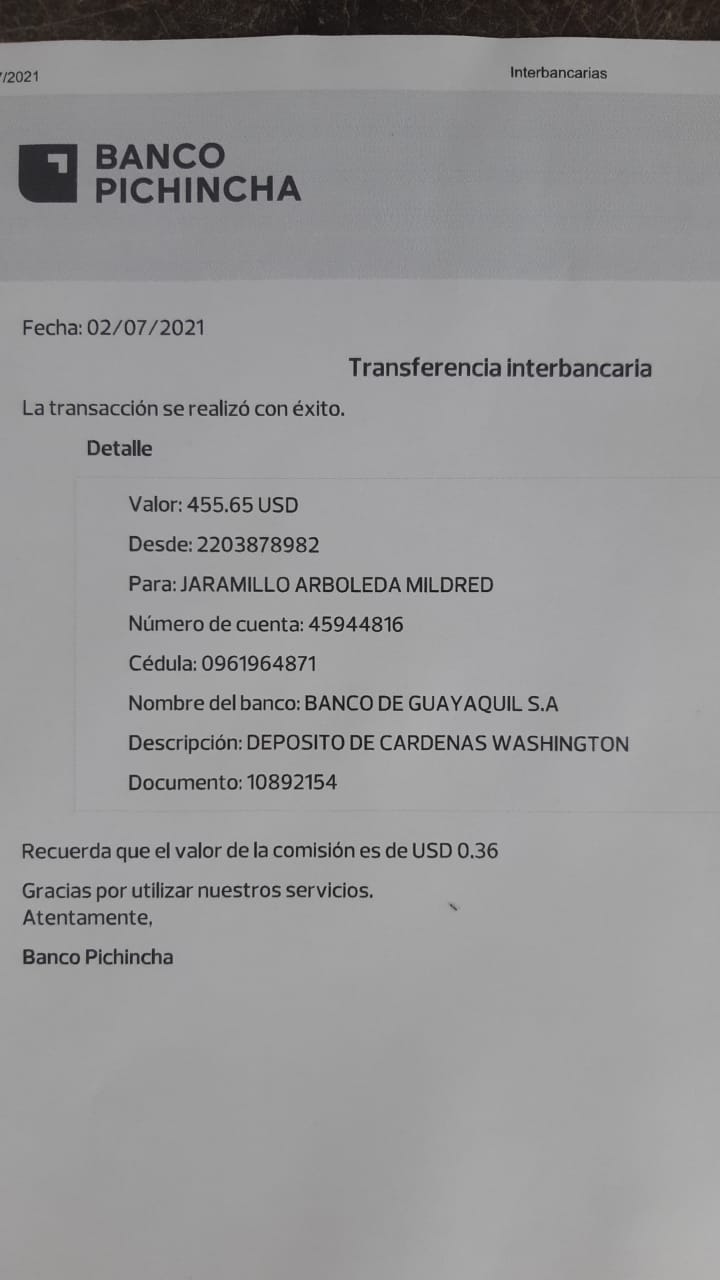 /2021
Interbancarias
BANCO
PICHINCHA
Fecha: 02/07/2021
Transferencia interbancaria
La transacción se realizó con éxito.
Detalle
Valor: 455.65 USD
Desde: 2203878982
Para: JARAMILLO ARBOLEDA MILDRED
Número de cuenta: 45944816
Cédula: 0961964871
Nombre del banco: BANCO DE GUAYAQUIL S.A
Descripción: DEPOSITO DE CARDENAS WASHINGTON
Documento: 10892154
Recuerda que el valor de la comisión es de USD 0.36
Gracias por utilizar nuestros servicios.
Atentamente,
Banco Pichincha